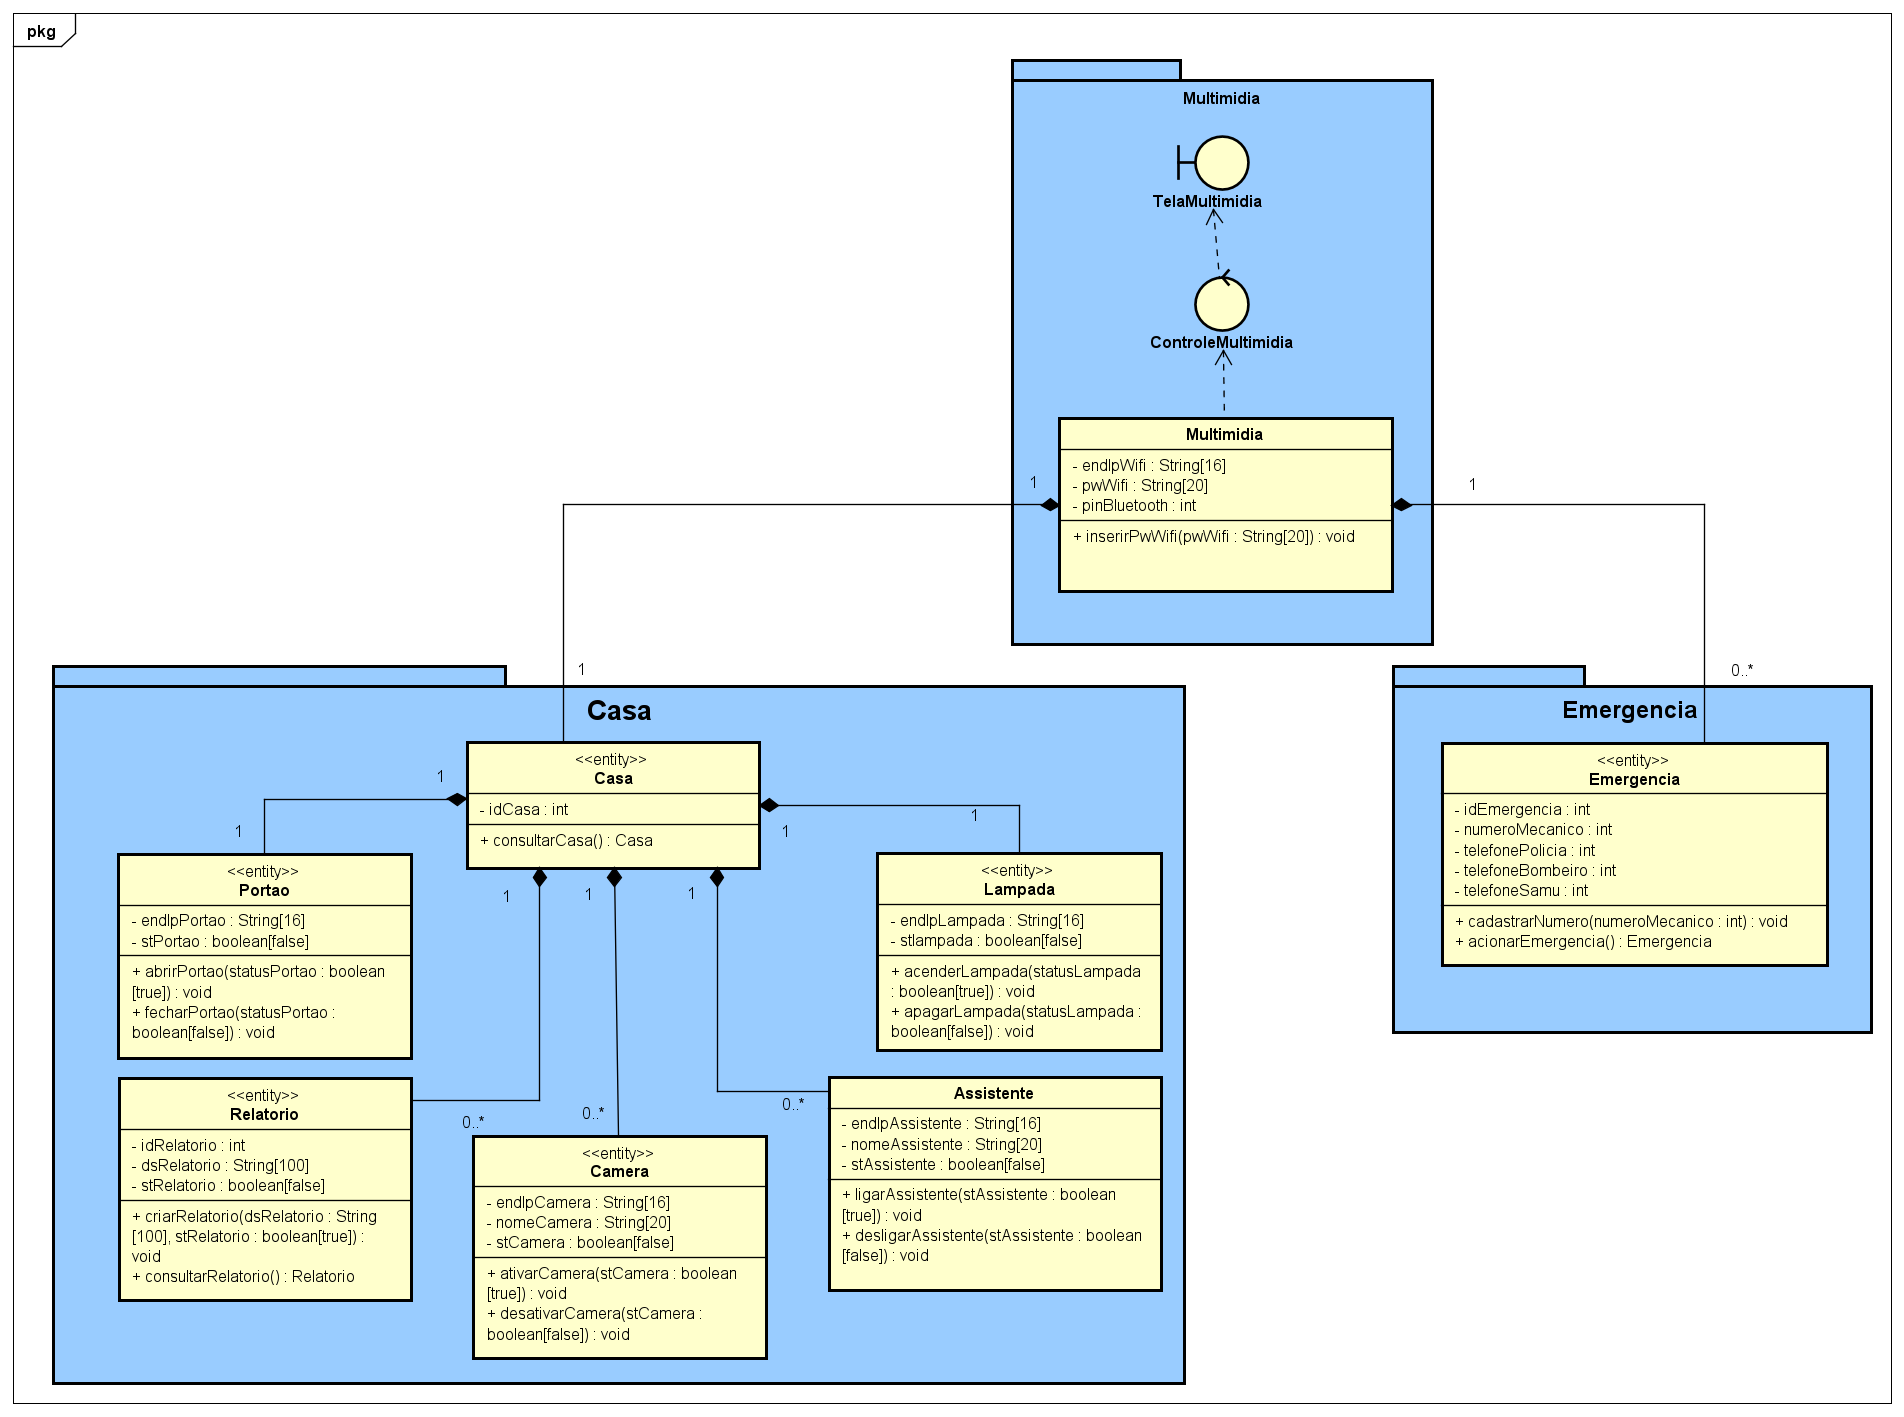 pkg
Multimidia
TelaMultimidia
ControleMultimidia
Multimidia
- endIpWifi : String[16]
- pwWifi : String[20]
- pinBluetooth : int
+ inserirPwWifi(pwWifi : String[20]) : void
1
1
1
0..*
Casa
<<entity>>
Casa
- idCasa : int
+ consultarCasa() : Casa
1
1
1
1
1
1
1
0..*
0..*
0..*
<<entity>>
Portao
- endIpPortao : String[16]
- stPortao : boolean[false]
+ abrirPortao(statusPortao : boolean
[true]) : void
+ fecharPortao(statusPortao :
boolean[false]) : void
<<entity>>
Lampada
- endIpLampada : String[16]
- stlampada : boolean[false]
+ acenderLampada(statusLampada
: boolean[true]) : void
+ apagarLampada(statusLampada :
boolean[false]) : void
<<entity>>
Relatorio
- idRelatorio : int
- dsRelatorio : String[100]
- stRelatorio : boolean[false]
+ criarRelatorio(dsRelatorio : String
[100], stRelatorio : boolean[true]) :
void
+ consultarRelatorio() : Relatorio
<<entity>>
Camera
- endIpCamera : String[16]
- nomeCamera : String[20]
- stCamera : boolean[false]
+ ativarCamera(stCamera : boolean
[true]) : void
+ desativarCamera(stCamera :
boolean[false]) : void
Assistente
- endIpAssistente : String[16]
- nomeAssistente : String[20]
- stAssistente : boolean[false]
+ ligarAssistente(stAssistente : boolean
[true]) : void
+ desligarAssistente(stAssistente : boolean
[false]) : void
Emergencia
<<entity>>
Emergencia
- idEmergencia : int
- numeroMecanico : int
- telefonePolicia : int
- telefoneBombeiro : int
- telefoneSamu : int
+ cadastrarNumero(numeroMecanico : int) : void
+ acionarEmergencia() : Emergencia